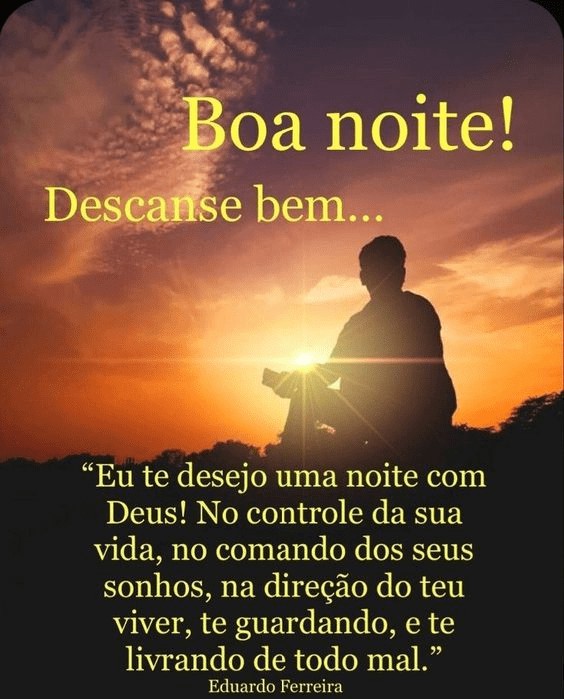 Boa noite!
Descanse bem...
“Eu te desejo uma noite com
Deus! No controle da sua
vida, no comando dos seus
sonhos, na direção do teu
viver, te guardando, e te
livrando de todo mal.”
Eduardo Ferreira